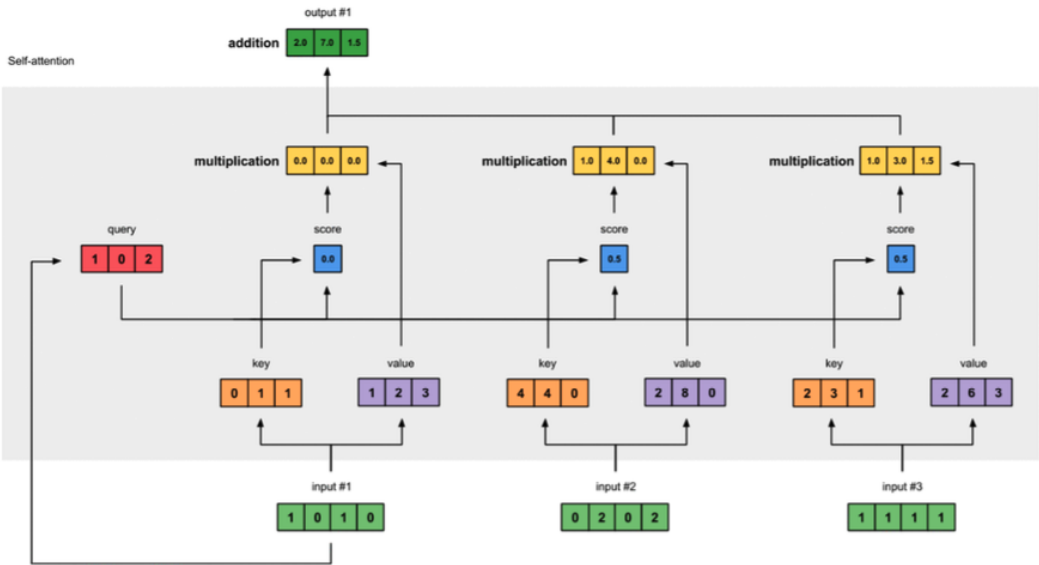 output #1
addition 2.0 7.0 1.5
Self-attention
multiplication 0.0 0.0 0.0 multiplication 1.0 4.0 0.0 multiplication 1.0 3.0 1.5
query score score score
1 0 2 0.0 0.5 0.5
key value key value key value
0 1 1 1 2 3 4 4 0 2 8 0 2 3 1 2 6 3
input #1 input #2 input #3
1 0 1 0 0 2 0 2 1 1 1 1